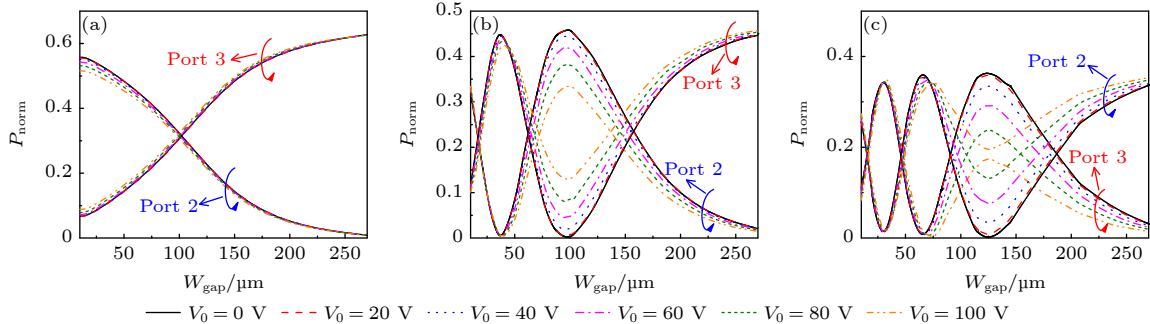 (a)
0.6
0.4
0.2
0
P_norm
Port 3
Port 2
50 100 150 200 250
W_gap/µm
(b)
0.5
0.4
0.3
0.2
0.1
0
P_norm
Port 3
Port 2
50 100 150 200 250
W_gap/µm
(c)
0.4
0.2
0
P_norm
Port 2
Port 3
50 100 150 200 250
W_gap/µm
V_0=0 V V_0=20 V V_0=40 V V_0=60 V V_0=80 V V_0=100 V